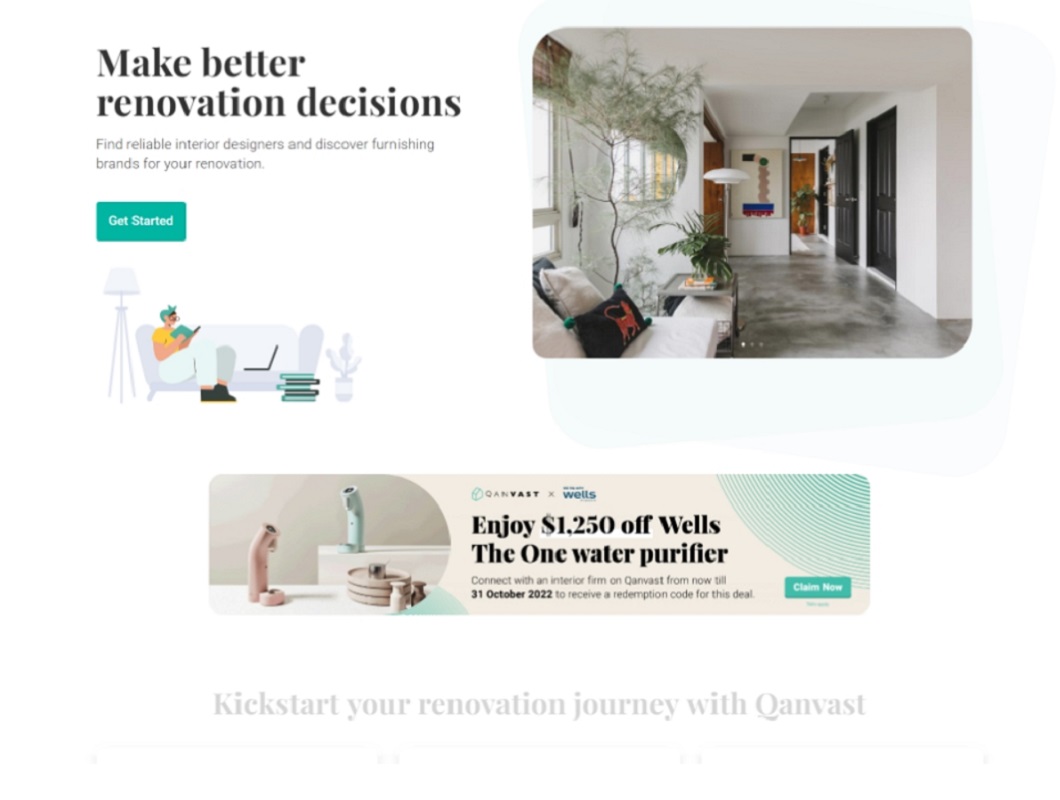 Make better
renovation decisions
Find reliable interior designers and discover furnishing
brands for your renovation.
Get Started
QANVAST × wells
Enjoy $1,250 off Wells
The One water purifier
Connect with an interior firm on Qanvast from now till
31 October 2022 to receive a redemption code for this deal.
Claim Now
Kickstart your renovation journey with Qanvast